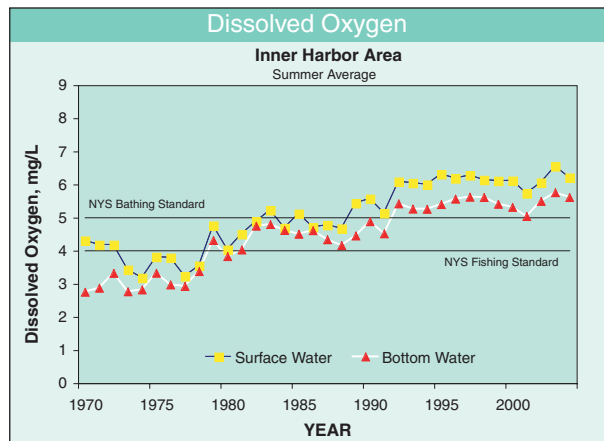 Dissolved Oxygen
Inner Harbor Area
Summer Average
9
8
7
6
5
4
3
2
1
0
Dissolved Oxygen, mg/L
NYS Bathing Standard
NYS Fishing Standard
Surface Water
Bottom Water
1970 1975 1980 1985 1990 1995 2000
YEAR